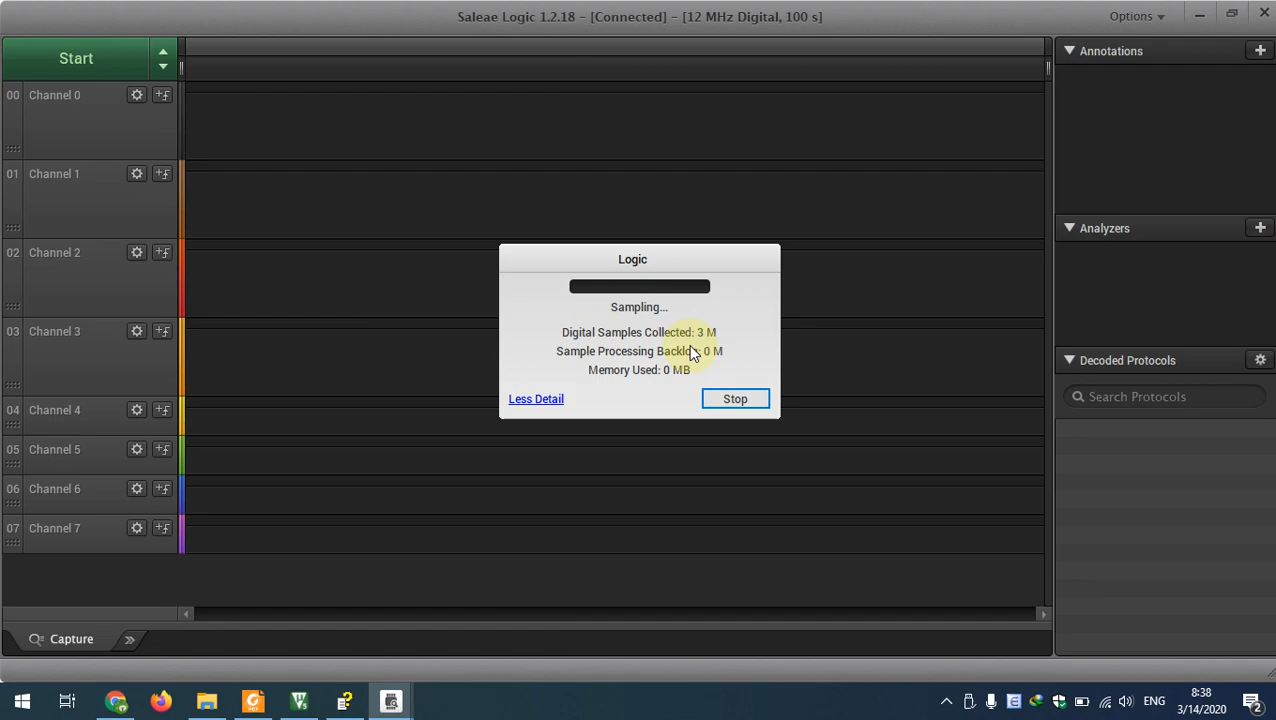 Saleae Logic 1.2.18 - [Connected] - [12 MHz Digital, 100 s]
Options
Start
Annotations
00 Channel 0
01 Channel 1
02 Channel 2
03 Channel 3
04 Channel 4
05 Channel 5
06 Channel 6
07 Channel 7
Logic
Sampling...
Digital Samples Collected: 3 M
Sample Processing Backlog: 0 M
Memory Used: 0 MB
Less Detail
Stop
Analyzers
Decoded Protocols
Search Protocols
Capture
ENG
8:38
3/14/2020
2